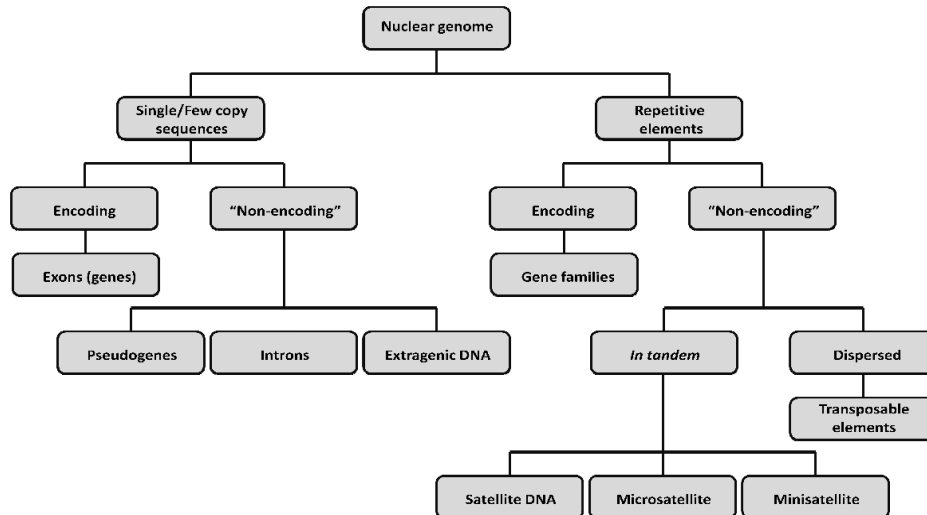 Nuclear genome
Single/Few copy
sequences
Repetitive
elements
Encoding
“Non-encoding”
Encoding
“Non-encoding”
Exons (genes)
Gene families
Pseudogenes
Introns
Extragenic DNA
In tandem
Dispersed
Transposable
elements
Satellite DNA
Microsatellite
Minisatellite